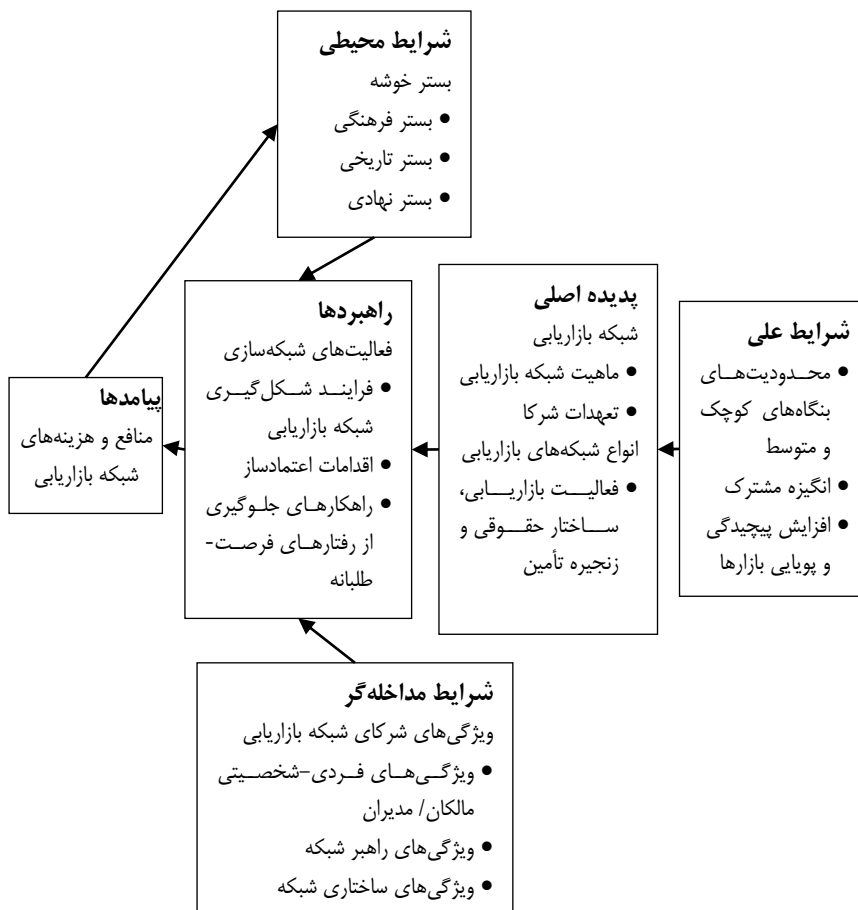 شرایط محیطی
بستر خوشه
• بستر فرهنگی
• بستر تاریخی
• بستر نهادی
شرایط علی
• محدودیت‌های
بنگاه‌های کوچک
و متوسط
• انگیزه مشترک
• افزایش پیچیدگی
و پویایی بازارها
پدیده اصلی
شبکه بازاریابی
• ماهیت شبکه بازاریابی
• تعهدات شرکا
انواع شبکه‌های بازاریابی
• فعالیت بازاریابی،
ساختار حقوقی و
زنجیره تأمین
راهبردها
فعالیت‌های شبکه‌سازی
• فرایند شکل‌گیری
شبکه بازاریابی
• اقدامات اعتمادساز
• راهکارهای جلوگیری
از رفتارهای فرصت-
طلبانه
پیامدها
منافع و هزینه‌های
شبکه بازاریابی
شرایط مداخله‌گر
ویژگی‌های شرکای شبکه بازاریابی
• ویژگی‌های فردی-شخصیتی
مالکان/ مدیران
• ویژگی‌های راهبر شبکه
• ویژگی‌های ساختاری شبکه